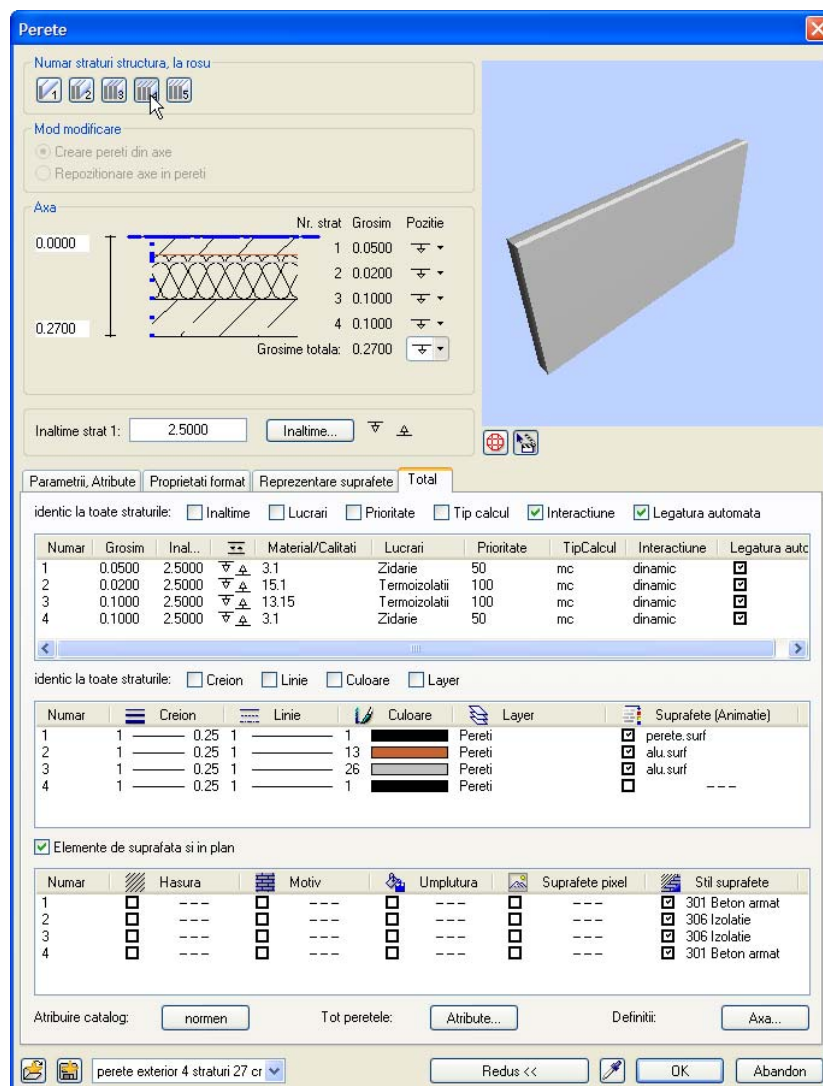 Perete
Numar straturi structura, la rosu
1 2 3 4 5
Mod modificare
Creare pereti din axe
Repozitionare axe in pereti
Axa
Nr. strat Grosim Pozitie
0.0000
1 0.0500
2 0.0200
3 0.1000
4 0.1000
0.2700
Grosime totala: 0.2700
Inaltime strat 1: 2.5000 Inaltime...
Parametrii, Atribute Proprietati format Reprezentare suprafete Total
identic la toate straturile: Inaltime Lucrari Prioritate Tip calcul Interactiune Legatura automata
Numar Grosim Inal... Material/Calitati Lucrari Prioritate TipCalcul Interactiune Legatura auto
1 0.0500 2.5000 3.1 Zidarie 50 mc dinamic
2 0.0200 2.5000 15.1 Termoizolatii 100 mc dinamic
3 0.1000 2.5000 13.15 Termoizolatii 100 mc dinamic
4 0.1000 2.5000 3.1 Zidarie 50 mc dinamic
identic la toate straturile: Creion Linie Culoare Layer
Numar Creion Linie Culoare Layer Suprafete (Animatie)
1 1 0.25 1 1 Pereti perete.surf
2 1 0.25 1 13 Pereti alu.surf
3 1 0.25 1 26 Pereti alu.surf
4 1 0.25 1 1 Pereti ---
Elemente de suprafata si in plan
Numar Hasura Motiv Umplutura Suprafete pixel Stil suprafete
1 --- --- --- --- 301 Beton armat
2 --- --- --- --- 306 Izolatie
3 --- --- --- --- 306 Izolatie
4 --- --- --- --- 301 Beton armat
Atribuire catalog: normen Tot peretele: Atribute... Definitii: Axa...
perete exterior 4 straturi 27 cr Redus << OK Abandon